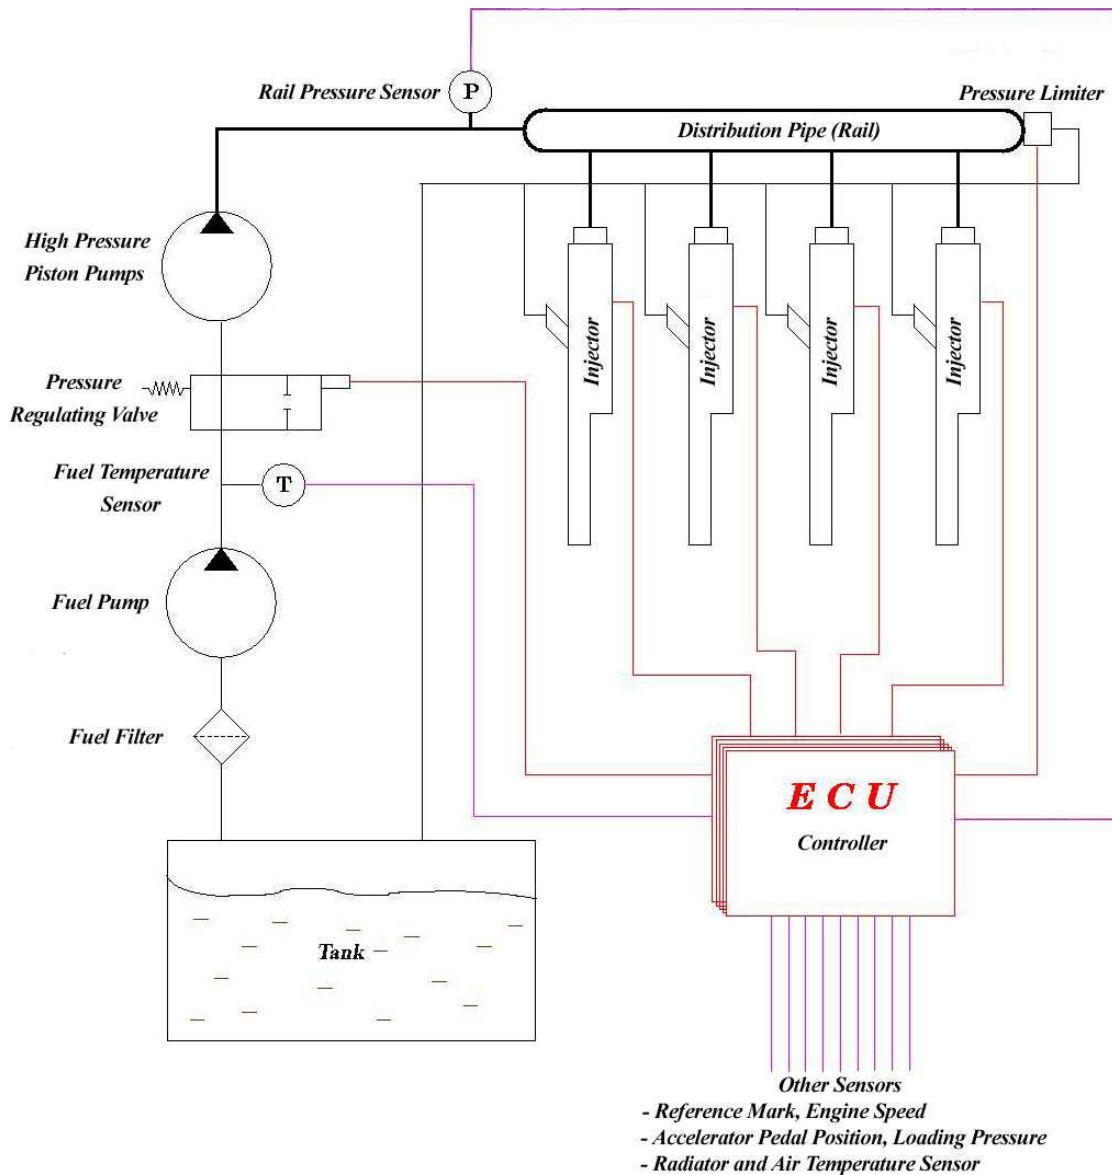 Rail Pressure Sensor
P
Pressure Limiter
Distribution Pipe (Rail)
High Pressure
Piston Pumps
Injector
Injector
Injector
Injector
Pressure
Regulating Valve
Fuel Temperature
Sensor
T
Fuel Pump
Fuel Filter
E C U
Controller
Tank
Other Sensors
- Reference Mark, Engine Speed
- Accelerator Pedal Position, Loading Pressure
- Radiator and Air Temperature Sensor